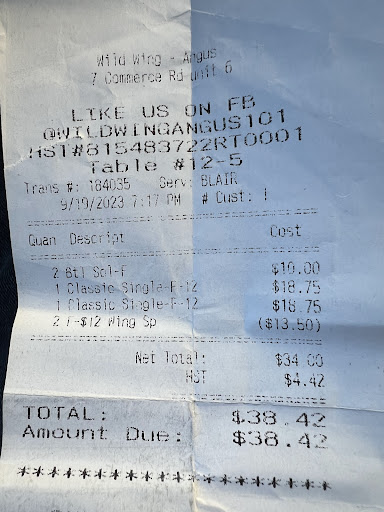 Wild Wing - Angus
7 Commerce Rd unit 6
LIKE US ON FB
@WILDWINGANGUS101
HST#815483722RT0001
Table #12-5
Trans #: 184035 Serv: BLAIR
9/19/2023 7:17 PM # Cust: 1
Quan Descript Cost
2 Btl Sol-f $10.00
1 Classic Single-F-12 $18.75
1 Classic Single-F-12 $18.75
2 F-$12 Wing Sp ($13.50)
Net Total: $34.00
HST $4.42
TOTAL: $38.42
Amount Due: $38.42
*********************